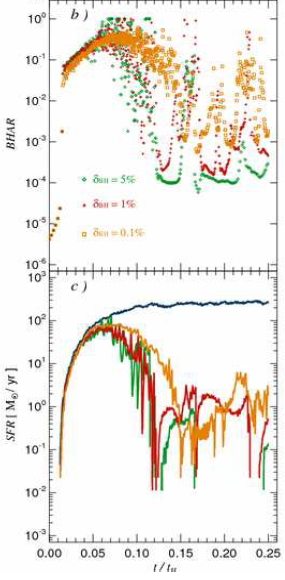 b )
10⁰
10⁻¹
10⁻²
10⁻³
10⁻⁴
10⁻⁵
10⁻⁶
BHAR
δBH = 5%
δBH = 1%
δBH = 0.1%
c )
10³
10²
10¹
10⁰
10⁻¹
10⁻²
10⁻³
SFR [ M⊙ / yr ]
0.00 0.05 0.10 0.15 0.20 0.25
t / tH